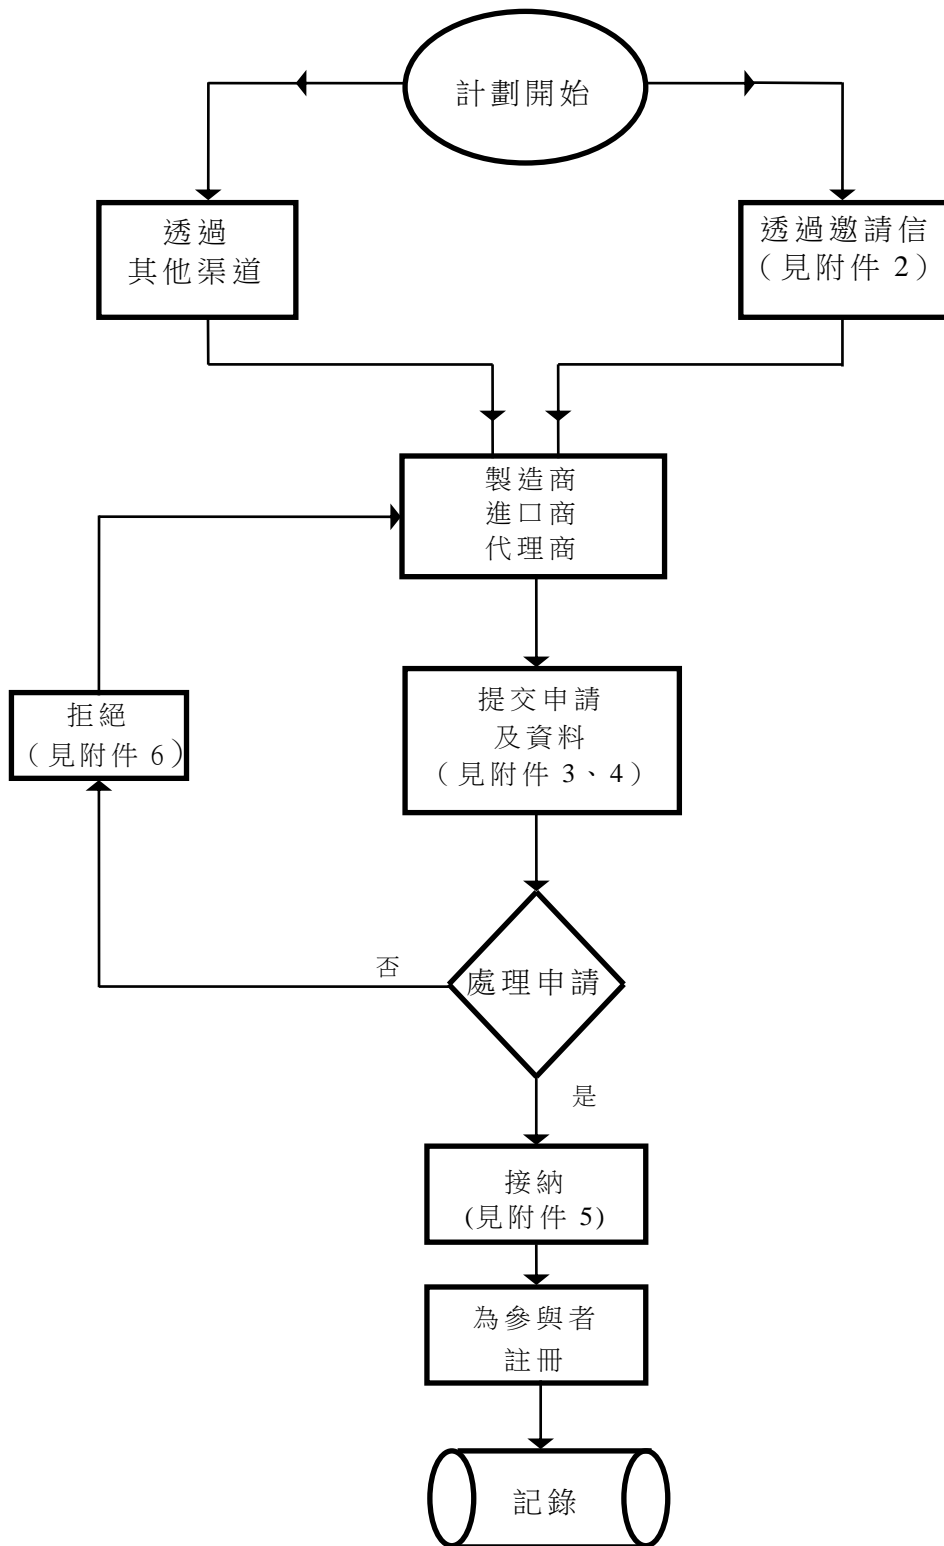 計劃開始
透過
其他渠道
透過邀請信
（見附件 2）
製造商
進口商
代理商
拒絕
（見附件 6）
提交申請
及資料
（見附件 3、4）
否
處理申請
是
接納
(見附件 5)
為參與者
註冊
記錄